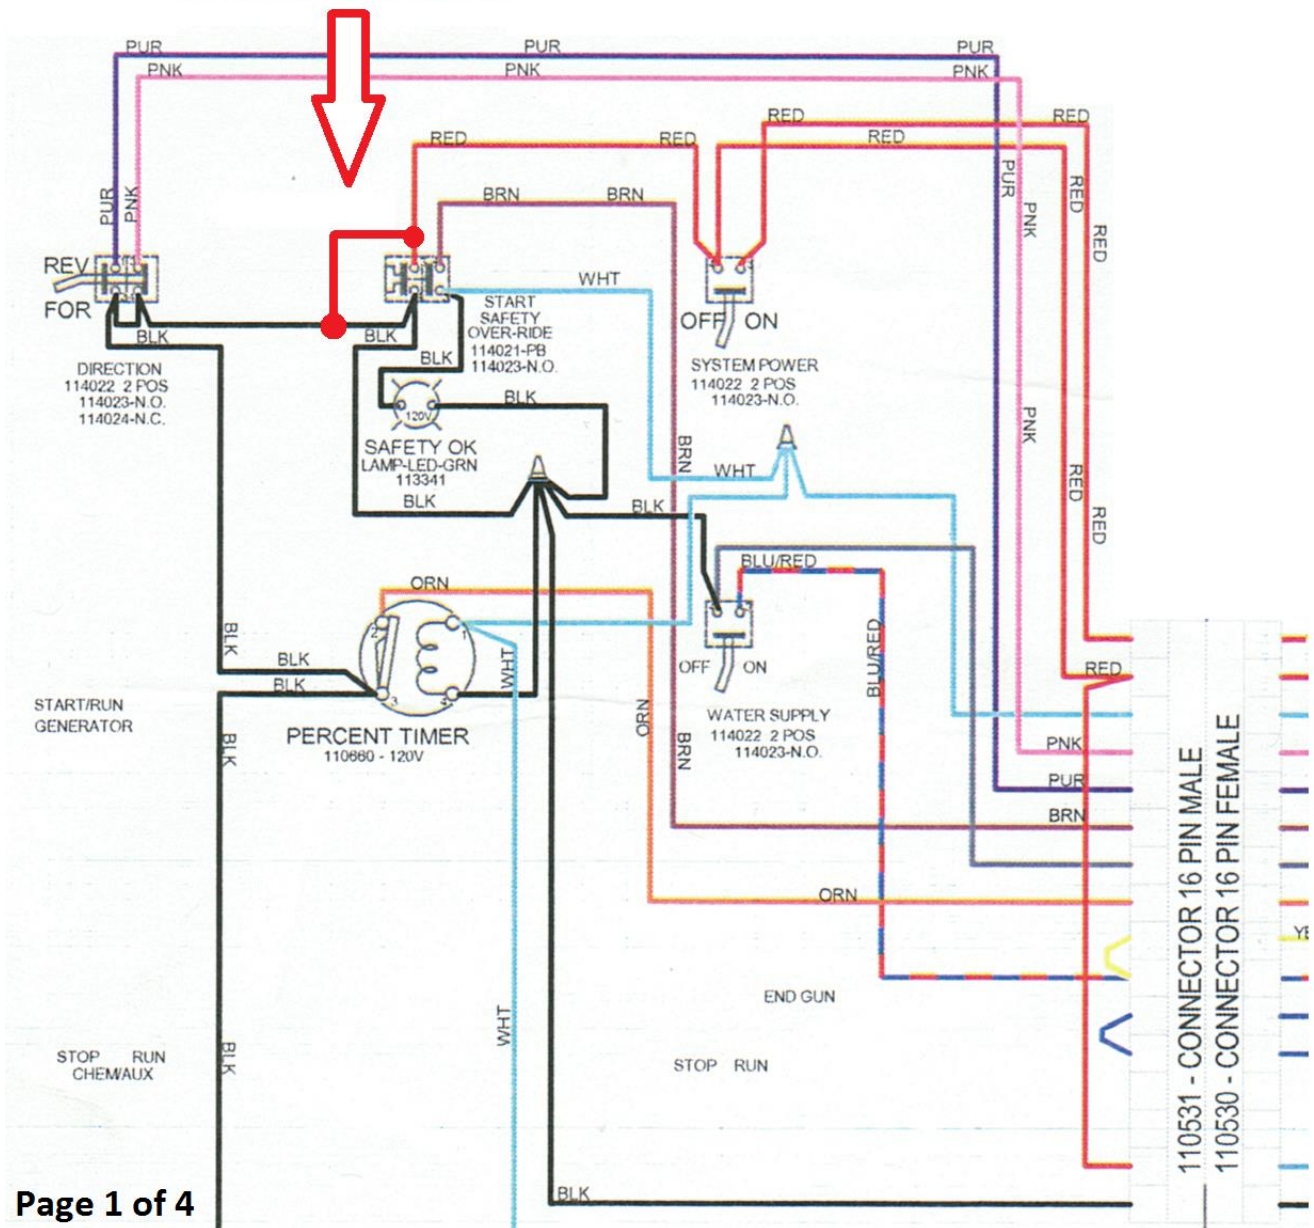 PUR PUR PUR
PNK PNK PNK
RED RED
RED RED RED
PUR PNK
BRN BRN
PUR
PNK
RED
RED
REV
FOR
WHT
OFF ON
BLK BLK
START
SAFETY
OVER-RIDE
114021-PB
114023-N.O.
BLK
DIRECTION
114022 2 POS
114023-N.O.
114024-N.C.
SYSTEM POWER
114022 2 POS
114023-N.O.
120V
BLK
SAFETY OK
LAMP-LED-GRN
113341
BRN
PNK
WHT
RED
RED
BLK
BLK
BLU/RED
ORN
2 1
BLK
BLK
BLK
3 4
WHT
OFF ON
BLU/RED
RED
START/RUN
GENERATOR
PERCENT TIMER
110660 - 120V
ORN
BRN
WATER SUPPLY
114022 2 POS
114023-N.O.
BLK
PNK
PUR
BRN
ORN
YE
110531 - CONNECTOR 16 PIN MALE
110530 - CONNECTOR 16 PIN FEMALE
END GUN
WHT
STOP RUN
CHEM/AUX
BLK
STOP RUN
BLK
Page 1 of 4